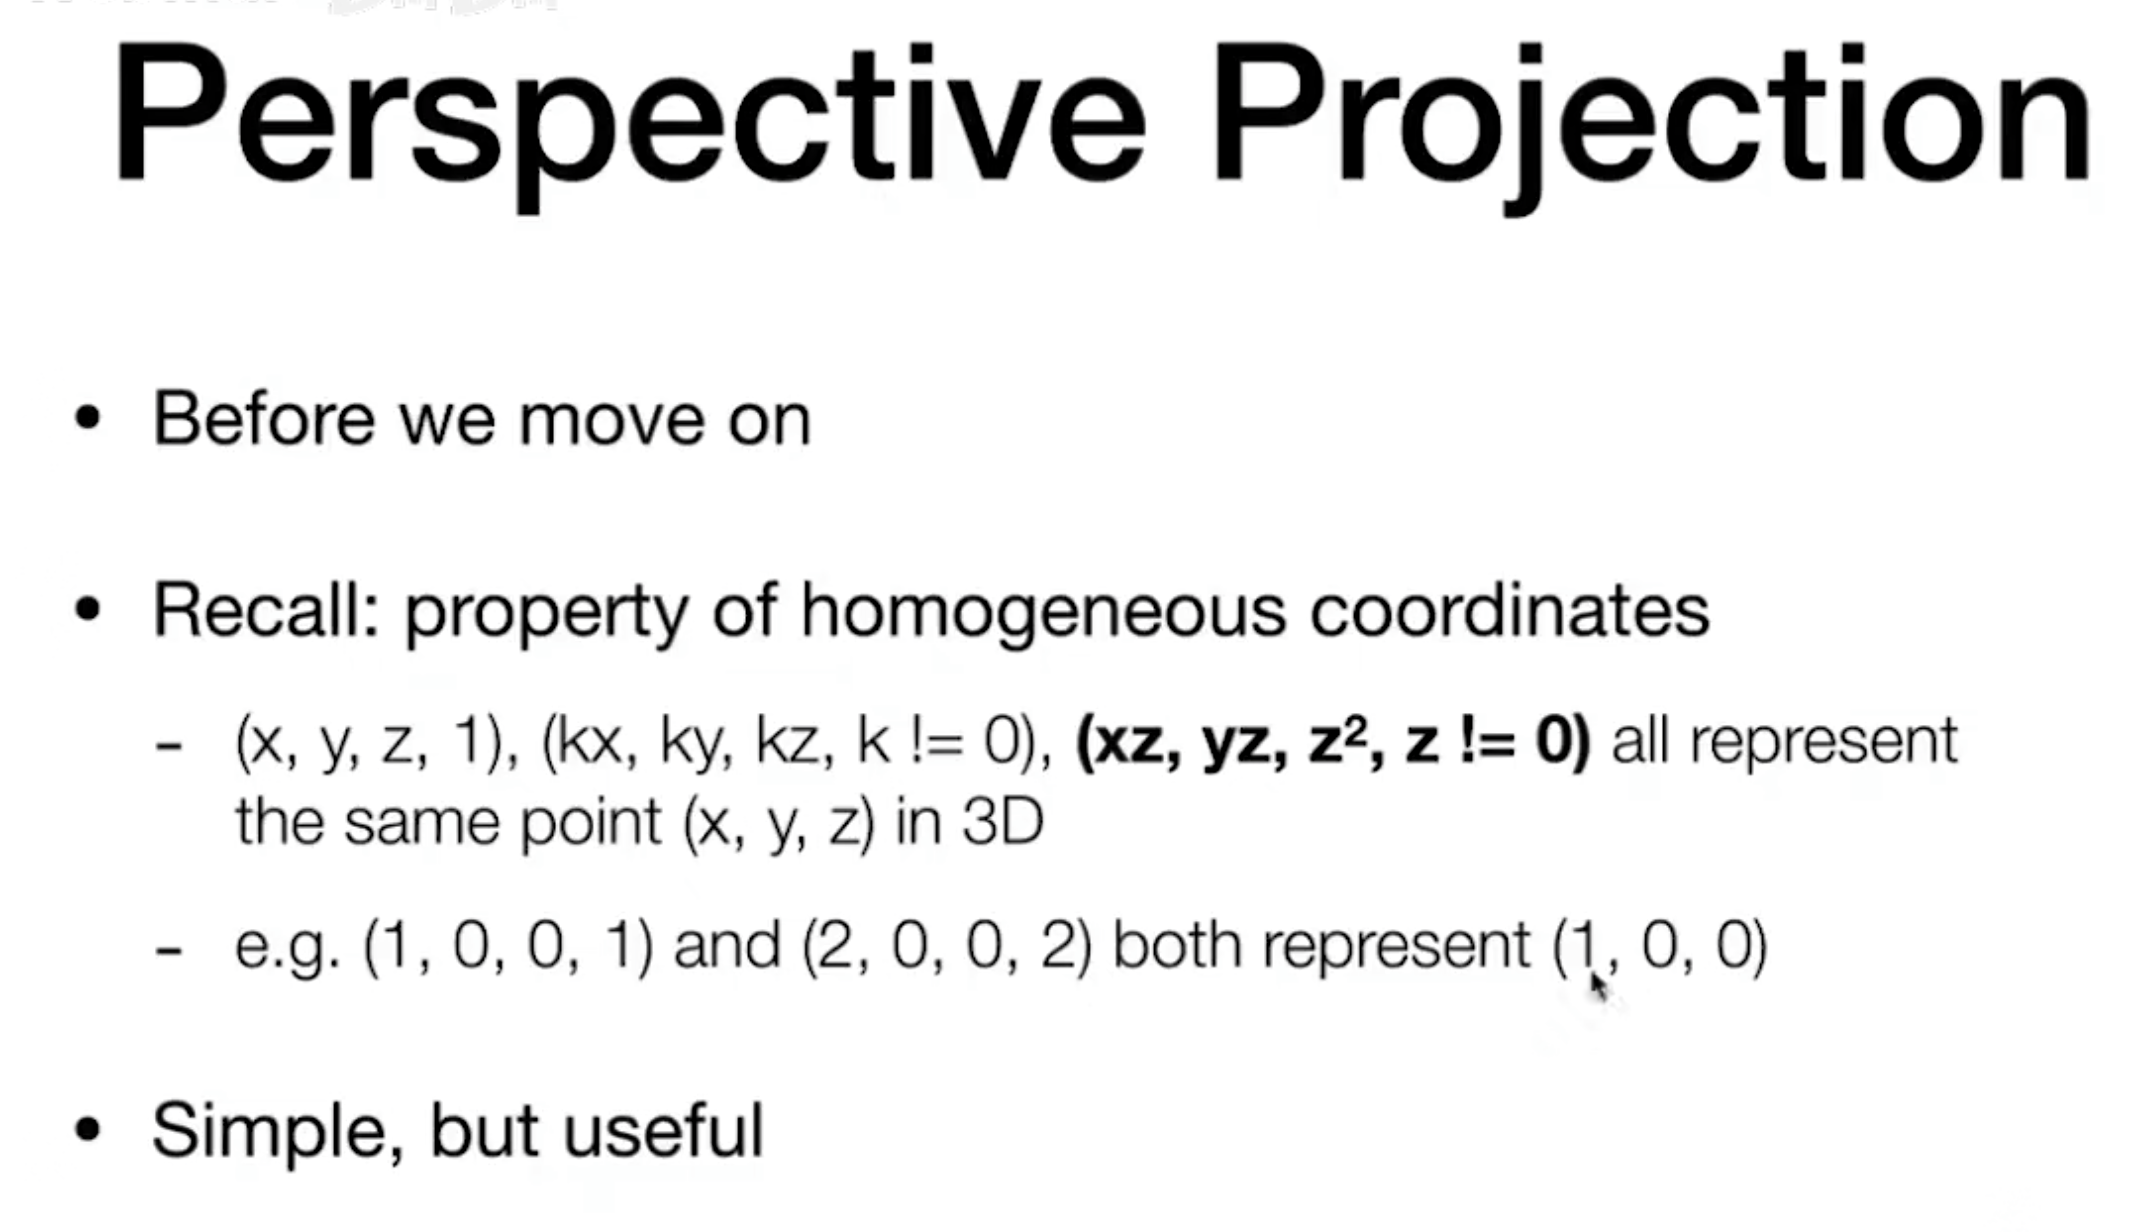 Perspective Projection
• Before we move on
• Recall: property of homogeneous coordinates
- (x, y, z, 1), (kx, ky, kz, k != 0), (xz, yz, z², z != 0) all represent
the same point (x, y, z) in 3D
- e.g. (1, 0, 0, 1) and (2, 0, 0, 2) both represent (1, 0, 0)
• Simple, but useful